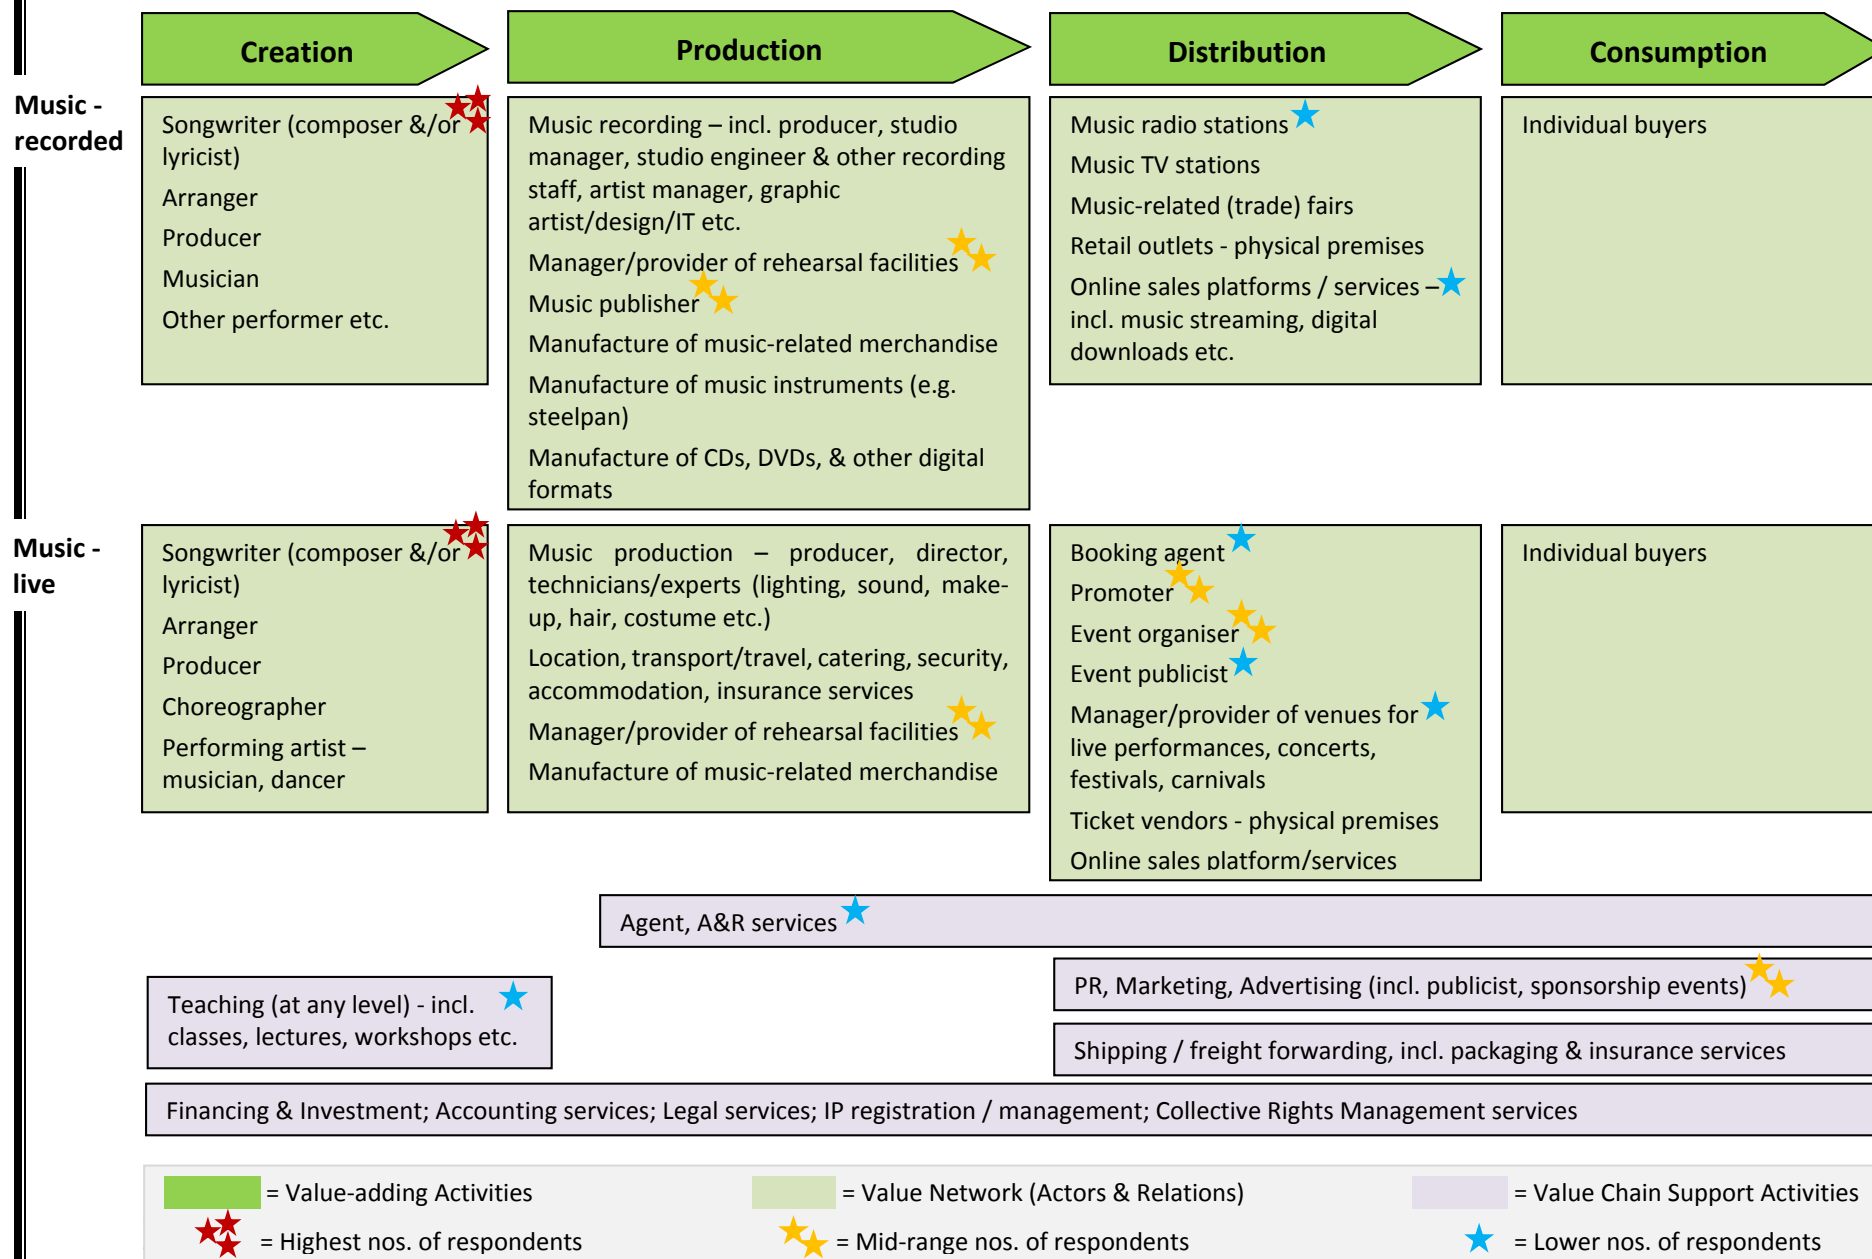 Creation
Production
Distribution
Consumption
Music -
recorded
Songwriter (composer &/or
lyricist)
Arranger
Producer
Musician
Other performer etc.
Music recording – incl. producer, studio
manager, studio engineer & other recording
staff, artist manager, graphic
artist/design/IT etc.
Manager/provider of rehearsal facilities
Music publisher
Manufacture of music-related merchandise
Manufacture of music instruments (e.g.
steelpan)
Manufacture of CDs, DVDs, & other digital
formats
Music radio stations
Music TV stations
Music-related (trade) fairs
Retail outlets - physical premises
Online sales platforms / services –
incl. music streaming, digital
downloads etc.
Individual buyers
Music -
live
Songwriter (composer &/or
lyricist)
Arranger
Producer
Choreographer
Performing artist –
musician, dancer
Music production – producer, director,
technicians/experts (lighting, sound, make-
up, hair, costume etc.)
Location, transport/travel, catering, security,
accommodation, insurance services
Manager/provider of rehearsal facilities
Manufacture of music-related merchandise
Booking agent
Promoter
Event organiser
Event publicist
Manager/provider of venues for
live performances, concerts,
festivals, carnivals
Ticket vendors - physical premises
Online sales platform/services
Individual buyers
Agent, A&R services
Teaching (at any level) - incl.
classes, lectures, workshops etc.
PR, Marketing, Advertising (incl. publicist, sponsorship events)
Shipping / freight forwarding, incl. packaging & insurance services
Financing & Investment; Accounting services; Legal services; IP registration / management; Collective Rights Management services
= Value-adding Activities
= Value Network (Actors & Relations)
= Value Chain Support Activities
= Highest nos. of respondents
= Mid-range nos. of respondents
= Lower nos. of respondents